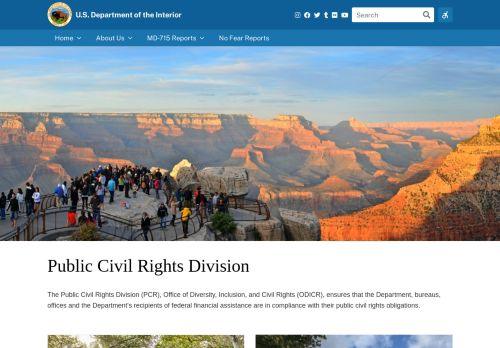 U.S. Department of the Interior
Search
Home About Us MD-715 Reports No Fear Reports
Public Civil Rights Division
The Public Civil Rights Division (PCR), Office of Diversity, Inclusion, and Civil Rights (ODICR), ensures that the Department, bureaus,
offices and the Department's recipients of federal financial assistance are in compliance with their public civil rights obligations.